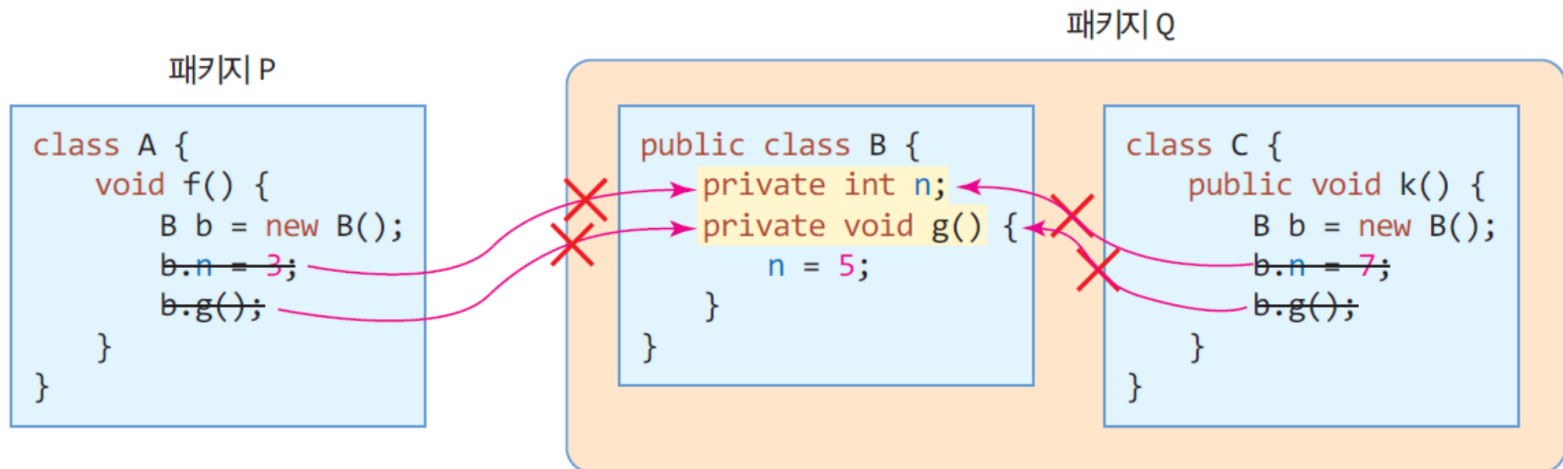 패키지 P
class A {
void f() {
B b = new B();
b.n = 3;
b.g();
}
}
패키지 Q
public class B {
private int n;
private void g() {
n = 5;
}
}
class C {
public void k() {
B b = new B();
b.n = 7;
b.g();
}
}